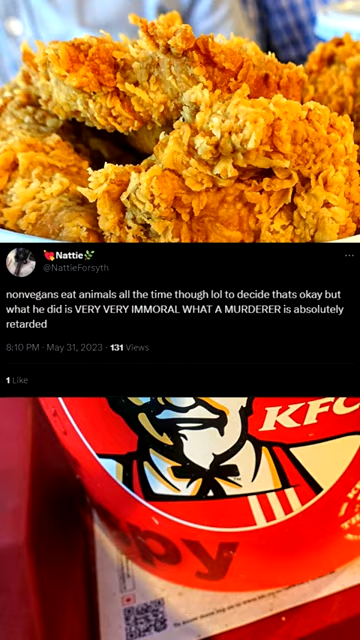 Nattie
@NattieForsyth
nonvegans eat animals all the time though lol to decide thats okay but
what he did is VERY VERY IMMORAL WHAT A MURDERER is absolutely
retarded
8:10 PM · May 31, 2023 · 131 Views
1 Like
KFC
py